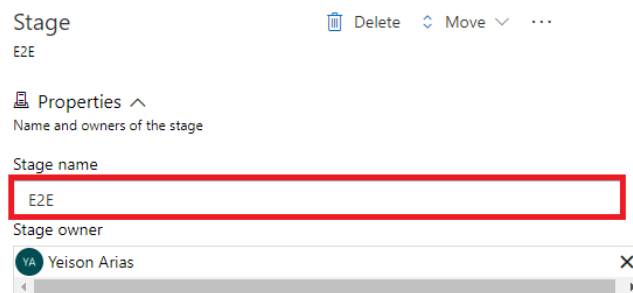 Stage
Delete
Move
...
E2E
Properties
Name and owners of the stage
Stage name
E2E
Stage owner
YA Yeison Arias